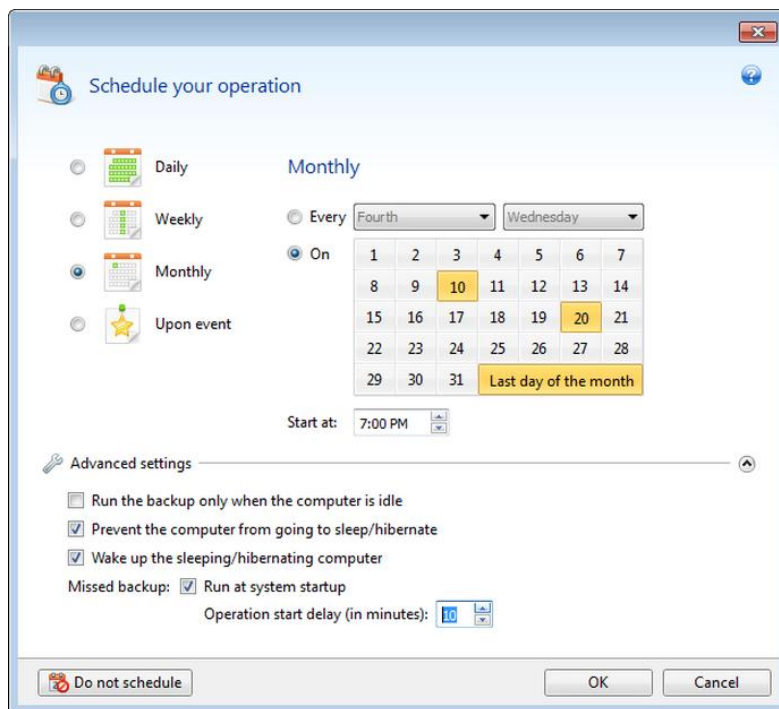 Schedule your operation
Daily
Weekly
Monthly
Upon event
Monthly
Every Fourth Wednesday
On
1 2 3 4 5 6 7
8 9 10 11 12 13 14
15 16 17 18 19 20 21
22 23 24 25 26 27 28
29 30 31 Last day of the month
Start at: 7:00 PM
Advanced settings
Run the backup only when the computer is idle
Prevent the computer from going to sleep/hibernate
Wake up the sleeping/hibernating computer
Missed backup: Run at system startup
Operation start delay (in minutes): 10
Do not schedule OK Cancel